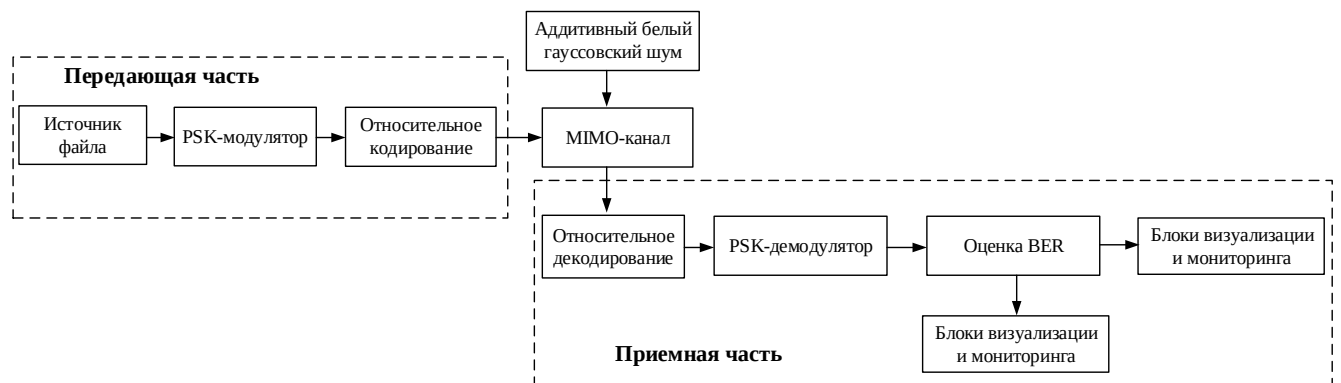 Аддитивный белый
гауссовский шум
Передающая часть
Источник
файла
PSK-модулятор
Относительное
кодирование
MIMO-канал
Относительное
декодирование
PSK-демодулятор
Оценка BER
Блоки визуализации
и мониторинга
Блоки визуализации
и мониторинга
Приемная часть